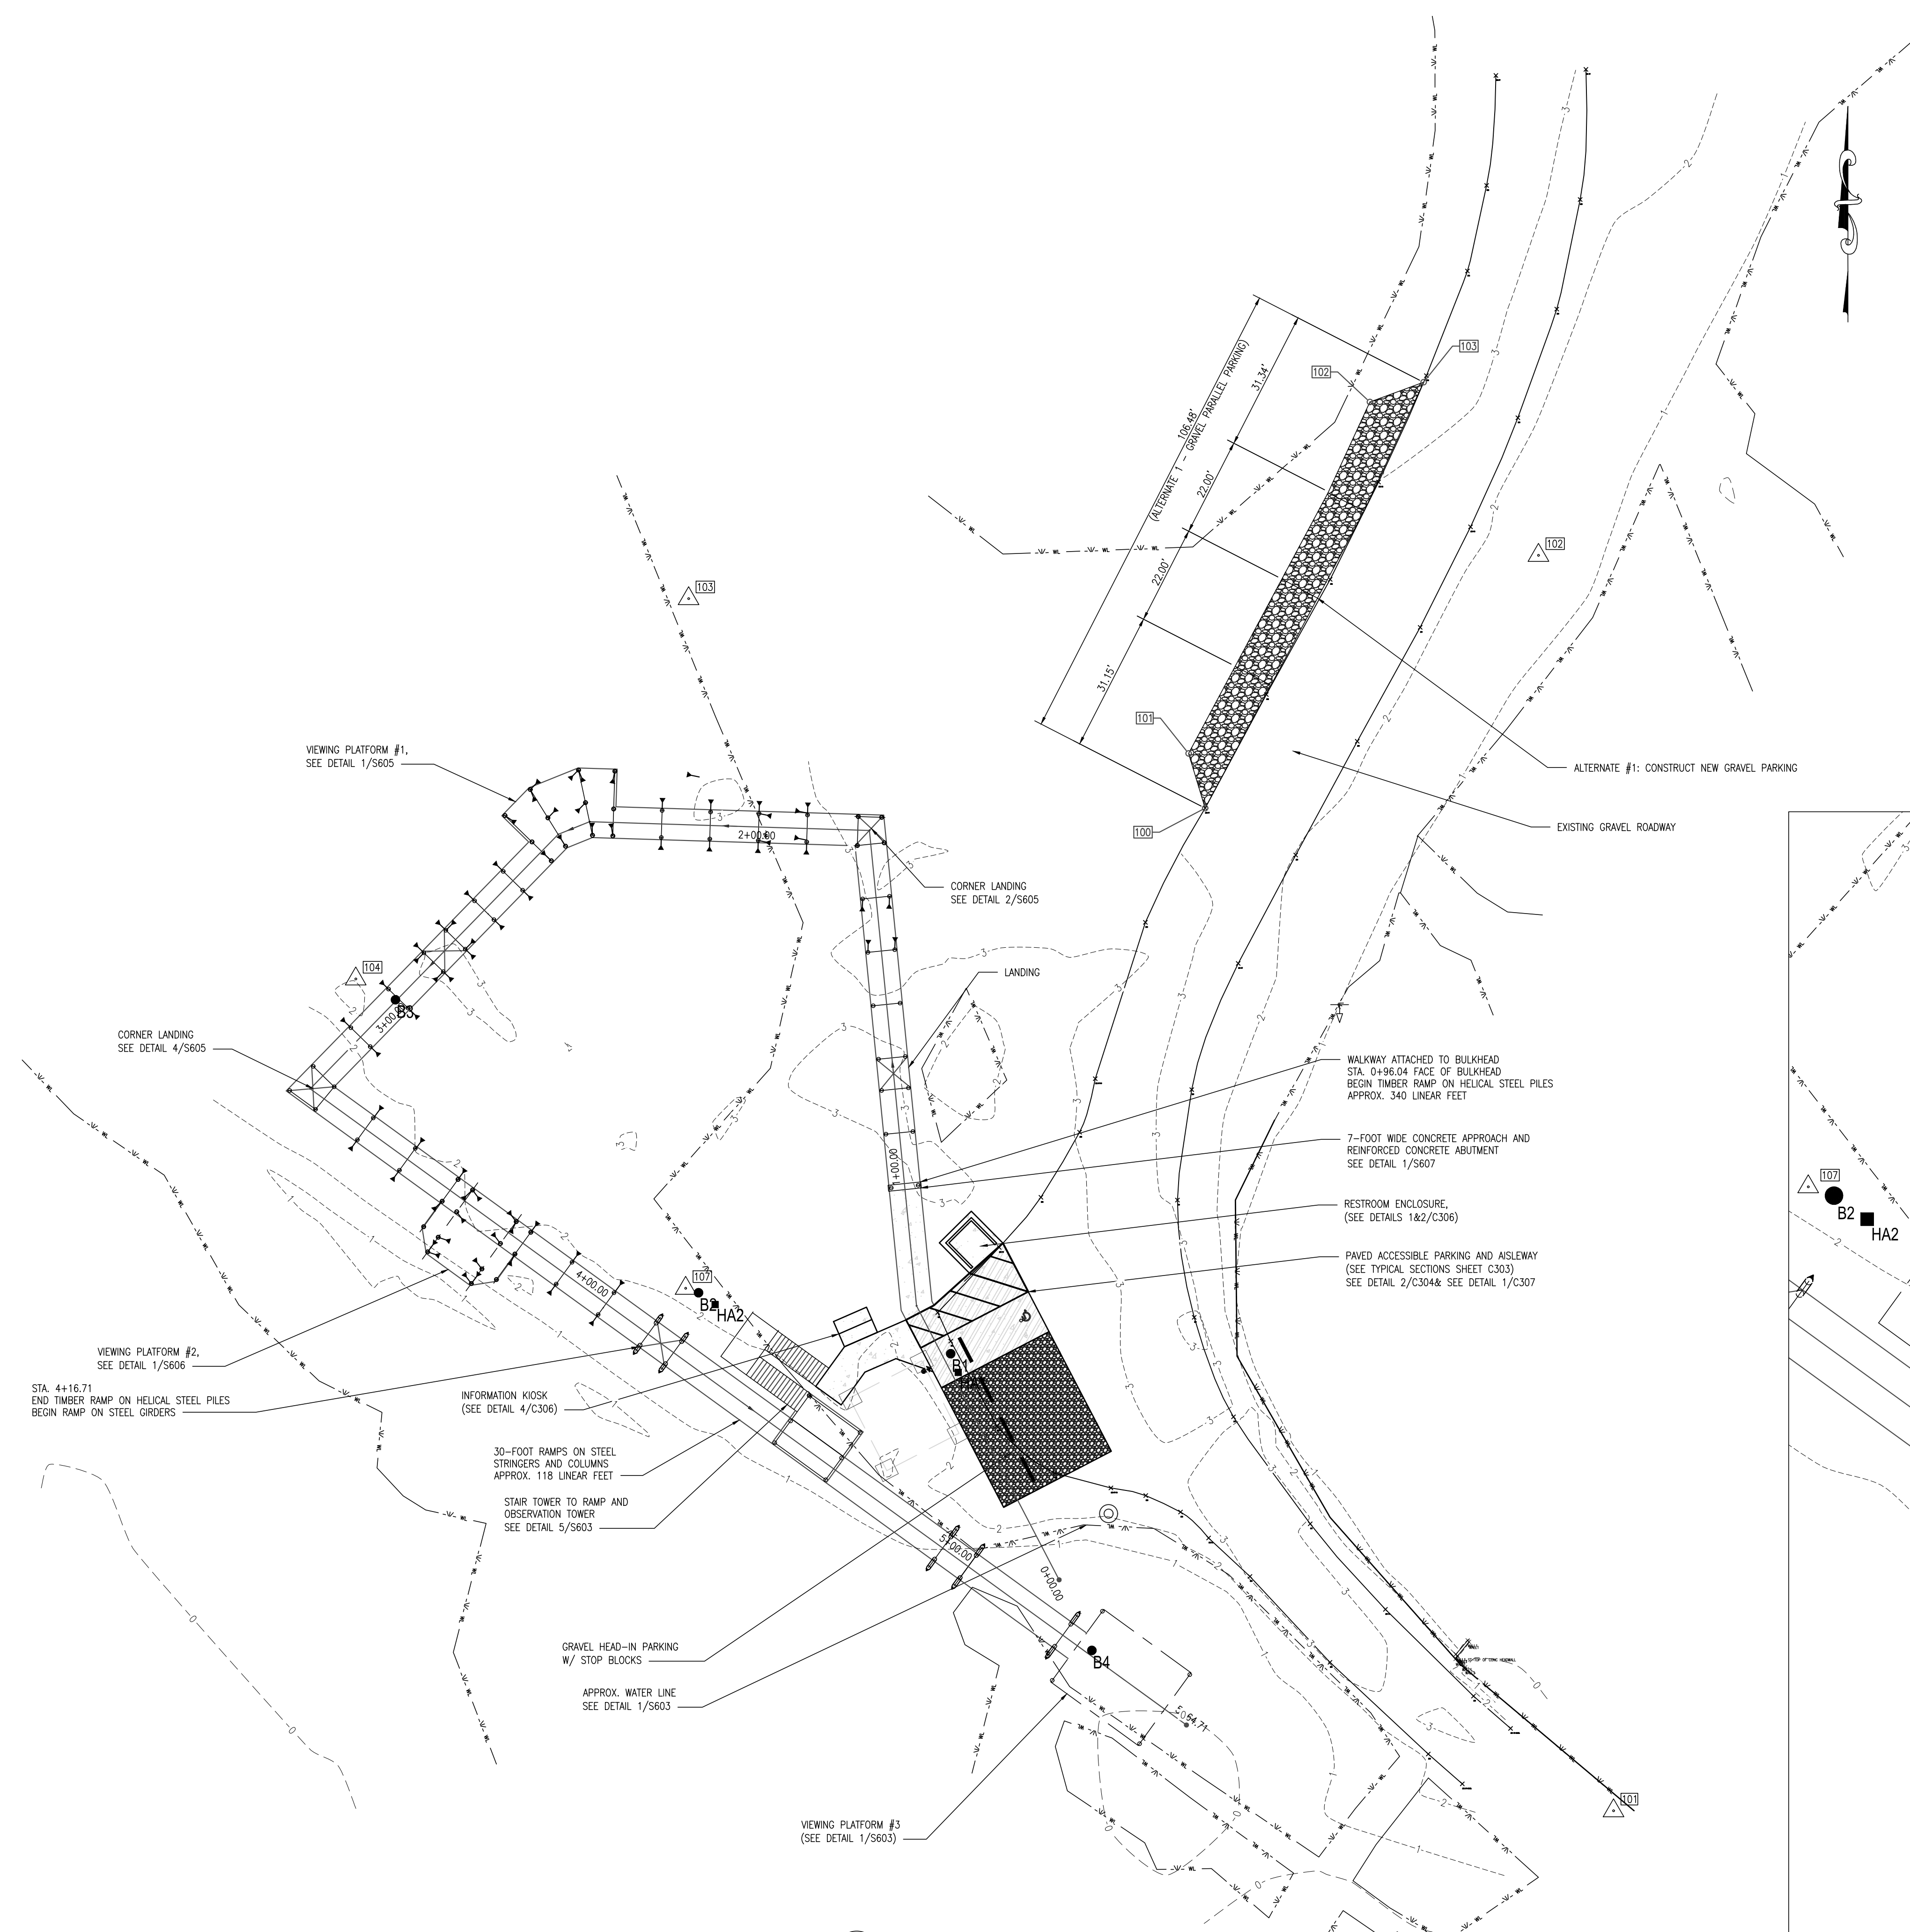 103
102
31.34'
106.48'
(ALTERNATE 1 - GRAVEL PARALLEL PARKING)
22.00'
22.00'
31.15'
101
100
102
103
ALTERNATE #1: CONSTRUCT NEW GRAVEL PARKING
EXISTING GRAVEL ROADWAY
VIEWING PLATFORM #1,
SEE DETAIL 1/S605
2+00.00
CORNER LANDING
SEE DETAIL 2/S605
LANDING
104
B3
3+00.00
CORNER LANDING
SEE DETAIL 4/S605
WALKWAY ATTACHED TO BULKHEAD
STA. 0+96.04 FACE OF BULKHEAD
BEGIN TIMBER RAMP ON HELICAL STEEL PILES
APPROX. 340 LINEAR FEET
7-FOOT WIDE CONCRETE APPROACH AND
REINFORCED CONCRETE ABUTMENT
SEE DETAIL 1/S607
1+00.00
RESTROOM ENCLOSURE,
(SEE DETAILS 1&2/C306)
PAVED ACCESSIBLE PARKING AND AISLEWAY
(SEE TYPICAL SECTIONS SHEET C303)
SEE DETAIL 2/C304& SEE DETAIL 1/C307
107
B2
HA2
107
B2
HA2
4+00.00
VIEWING PLATFORM #2,
SEE DETAIL 1/S606
STA. 4+16.71
END TIMBER RAMP ON HELICAL STEEL PILES
BEGIN RAMP ON STEEL GIRDERS
INFORMATION KIOSK
(SEE DETAIL 4/C306)
B1
30-FOOT RAMPS ON STEEL
STRINGERS AND COLUMNS
APPROX. 118 LINEAR FEET
STAIR TOWER TO RAMP AND
OBSERVATION TOWER
SEE DETAIL 5/S603
5+00.00
0+00.00
GRAVEL HEAD-IN PARKING
W/ STOP BLOCKS
B4
APPROX. WATER LINE
SEE DETAIL 1/S603
54.71
101
VIEWING PLATFORM #3
(SEE DETAIL 1/S603)